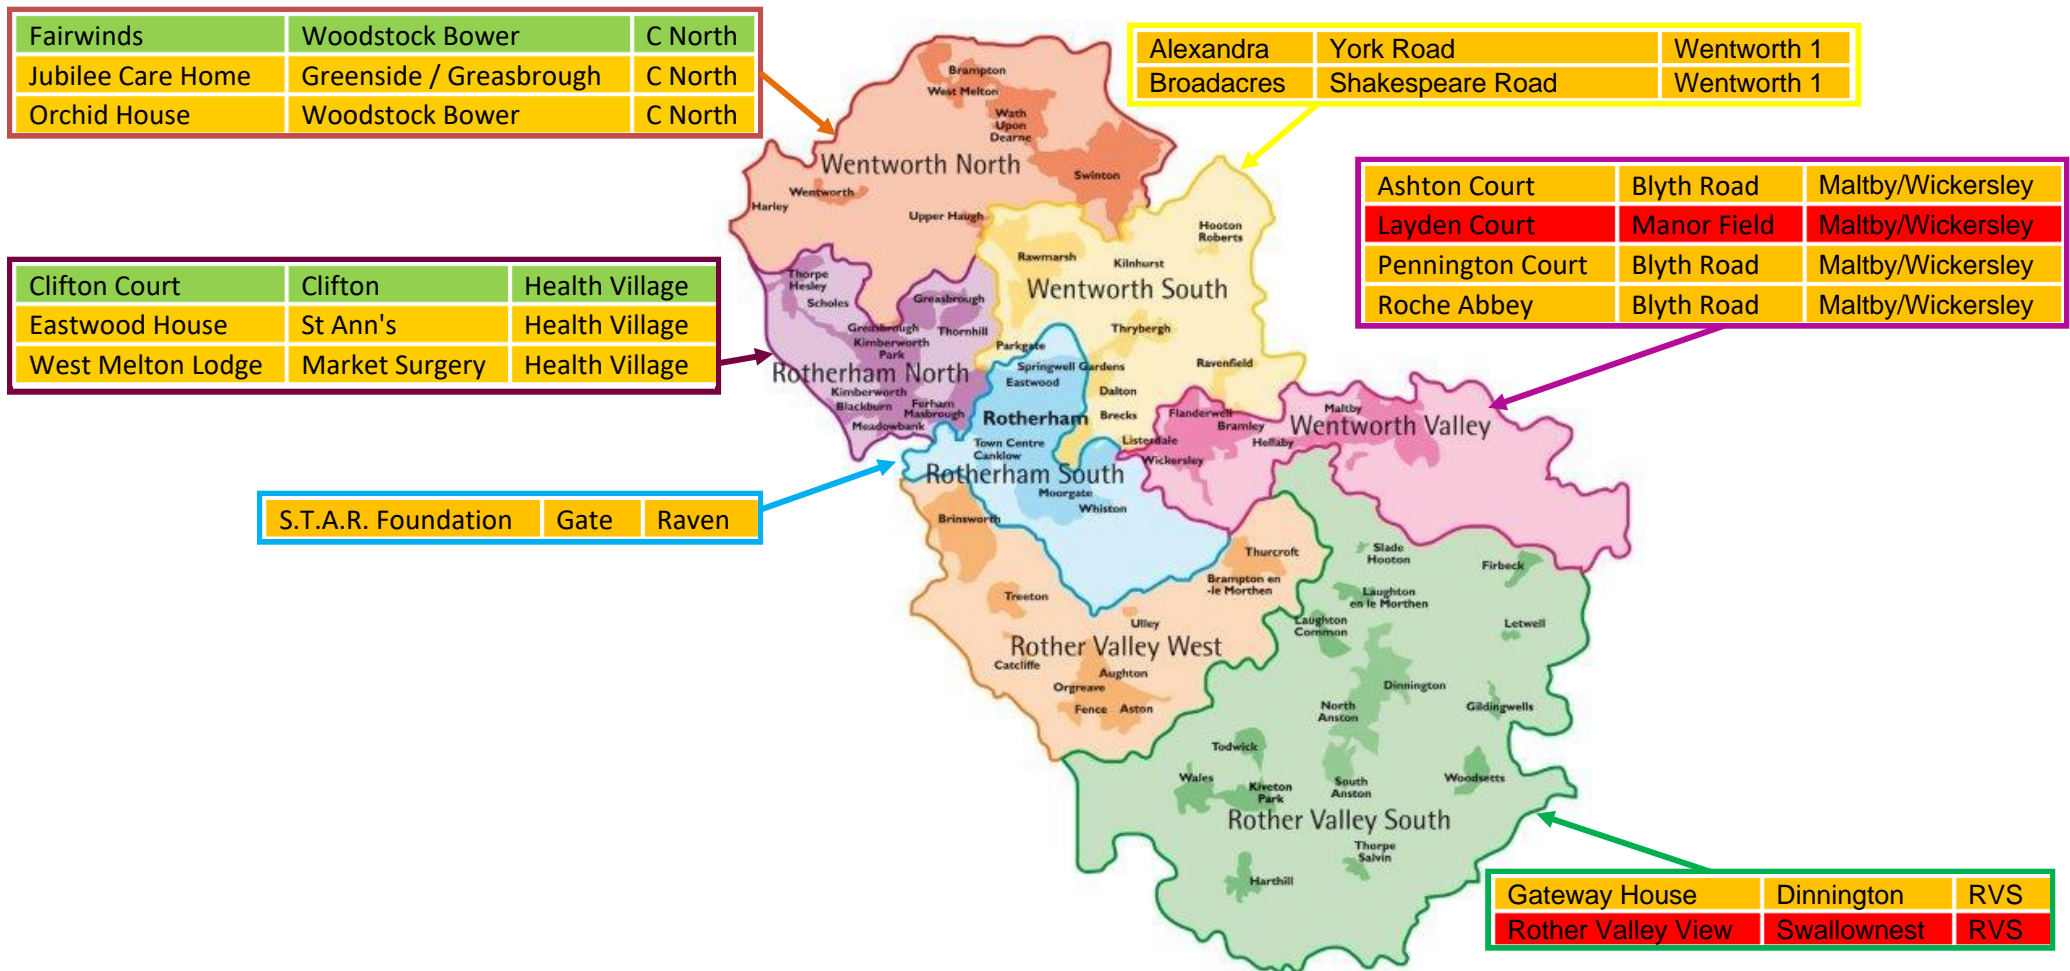 Fairwinds Woodstock Bower C North
Jubilee Care Home Greenside / Greasbrough C North
Orchid House Woodstock Bower C North
Alexandra York Road Wentworth 1
Broadacres Shakespeare Road Wentworth 1
Ashton Court Blyth Road Maltby/Wickersley
Layden Court Manor Field Maltby/Wickersley
Pennington Court Blyth Road Maltby/Wickersley
Roche Abbey Blyth Road Maltby/Wickersley
Clifton Court Clifton Health Village
Eastwood House St Ann's Health Village
West Melton Lodge Market Surgery Health Village
S.T.A.R. Foundation Gate Raven
Gateway House Dinnington RVS
Rother Valley View Swallownest RVS
Brampton
West Melton
Wath
Upon
Dearne
Wentworth North
Swinton
Wentworth
Harley
Upper Haugh
Hooton
Roberts
Rawmarsh
Kilnhurst
Wentworth South
Thrybergh
Parkgate
Ravenfield
Dalton
Brecks
Thorpe
Hesley
Scholes
Greasbrough
Greasbrough
Thornhill
Kimberworth
Park
Rotherham North
Kimberworth
Blackburn
Ferham
Masbrough
Meadowbank
Springwell Gardens
Eastwood
Rotherham
Town Centre
Canklow
Rotherham South
Moorgate
Whiston
Flanderwell
Maltby
Bramley
Wentworth Valley
Listerdale
Hellaby
Wickersley
Brinsworth
Thurcroft
Brampton en
-le Morthen
Treeton
Ulley
Rother Valley West
Catcliffe
Aughton
Orgreave
Fence
Aston
Slade
Hooton
Firbeck
Laughton
en le Morthen
Laughton
Common
Letwell
Dinnington
North
Anston
Gildingwells
Todwick
Wales
Kiveton
Park
South
Anston
Woodsetts
Rother Valley South
Thorpe
Salvin
Harthill